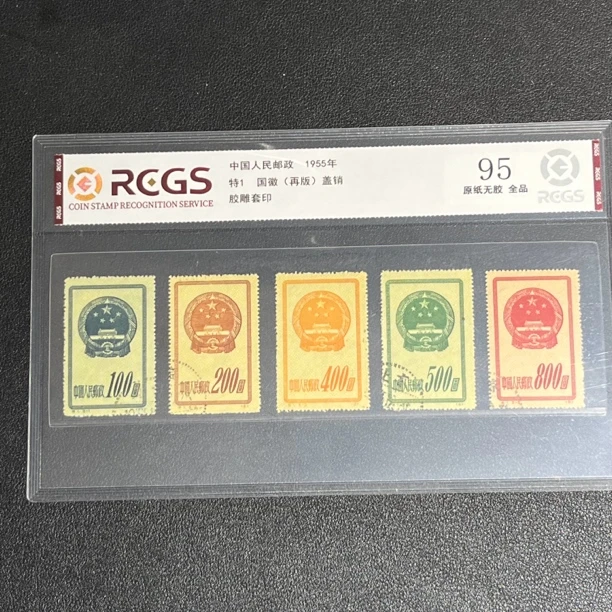 RCGS
COIN STAMP RECOGNITION SERVICE
中国人民邮政 1955年
特1 国徽（再版）盖销
胶雕套印
95
原纸无胶 全品
RCGS
中国人民邮政 100圆
中国人民邮政 200圆
中国人民邮政 400圆
中国人民邮政 500圆
中国人民邮政 800圆